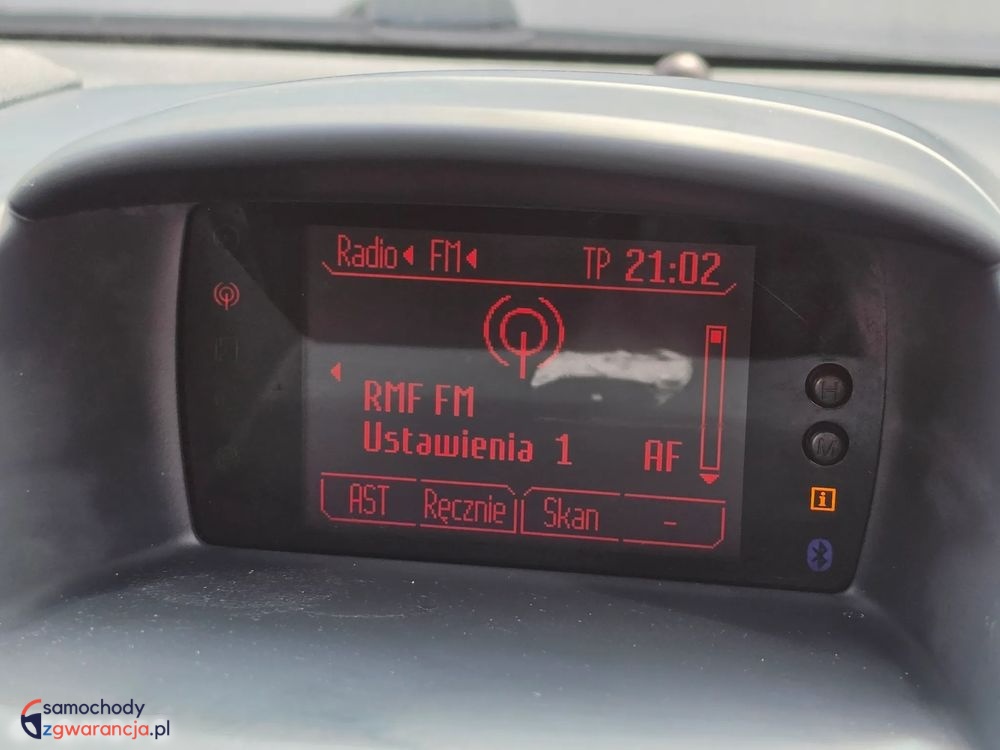 Radio FM TP 21:02
RMF FM
Ustawienia 1 AF
AST Ręcznie Skan -
H
M
i
samochody
zgwarancja.pl